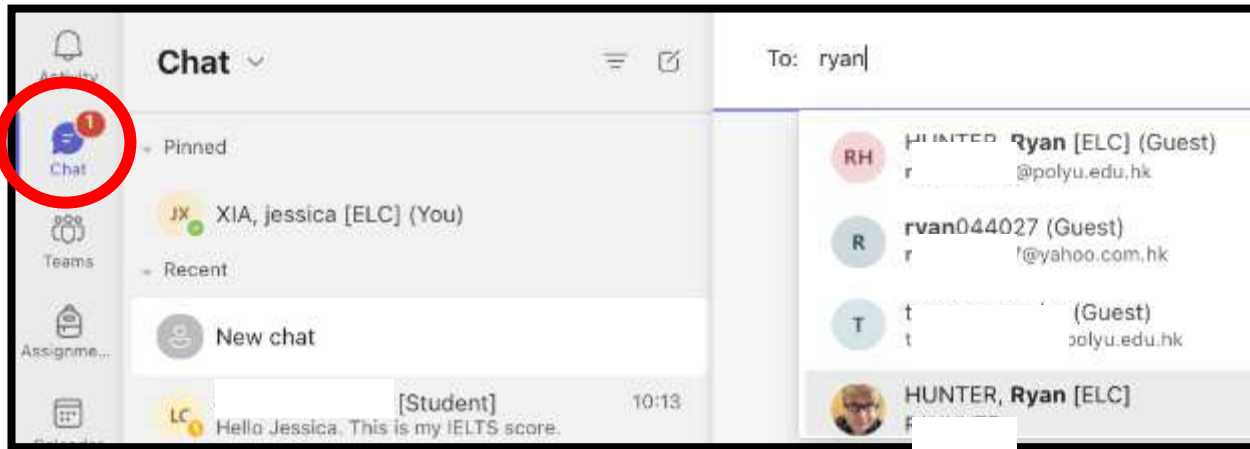 Activity
Chat
Teams
Assignme...
Calendar
1
Chat
Pinned
XIA, jessica [ELC] (You)
Recent
New chat
[Student]
10:13
Hello Jessica. This is my IELTS score.
To: ryan
RH
HUNTER, Ryan [ELC] (Guest)
r @polyu.edu.hk
R
ryan044027 (Guest)
r 7@yahoo.com.hk
T
t (Guest)
t polyu.edu.hk
HUNTER, Ryan [ELC]
JX
LC